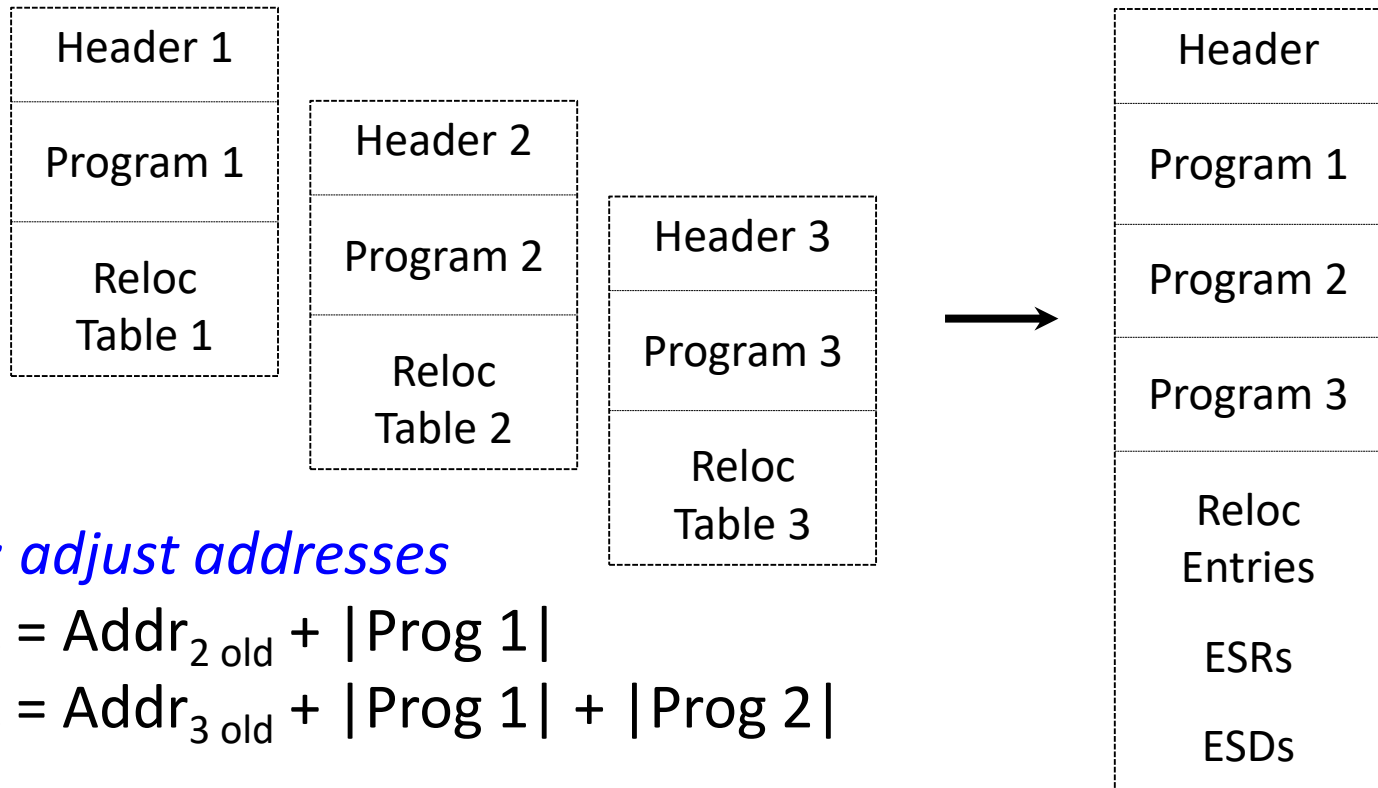 Header 1
Program 1
Reloc
Table 1
Header 2
Program 2
Reloc
Table 2
Header 3
Program 3
Reloc
Table 3
Header
Program 1
Program 2
Program 3
Reloc
Entries
ESRs
ESDs
: adjust addresses
= Addr2 old + |Prog 1|
= Addr3 old + |Prog 1| + |Prog 2|